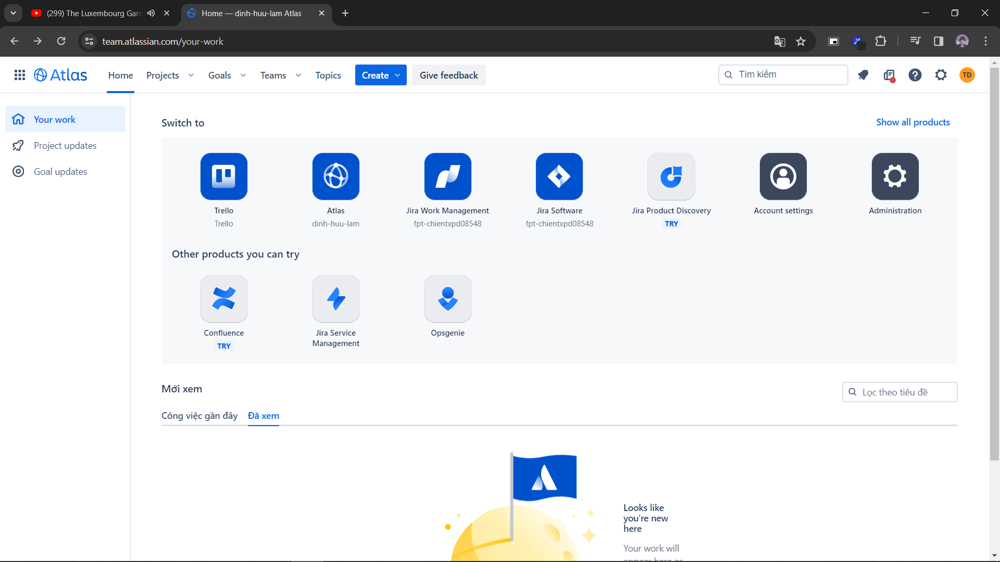 (299) The Luxembourg Gard
Home — dinh-huu-lam Atlas
team.atlassian.com/your-work
Atlas
Home
Projects
Goals
Teams
Topics
Create
Give feedback
Tìm kiếm
TD
Your work
Project updates
Goal updates
Switch to
Show all products
Trello
Trello
Atlas
dinh-huu-lam
Jira Work Management
fpt-chientxpd08548
Jira Software
fpt-chientxpd08548
Jira Product Discovery
TRY
Account settings
Administration
Other products you can try
Confluence
TRY
Jira Service
Management
Opsgenie
Mới xem
Lọc theo tiêu đề
Công việc gần đây
Đã xem
Looks like
you're new
here
Your work will
appear here as